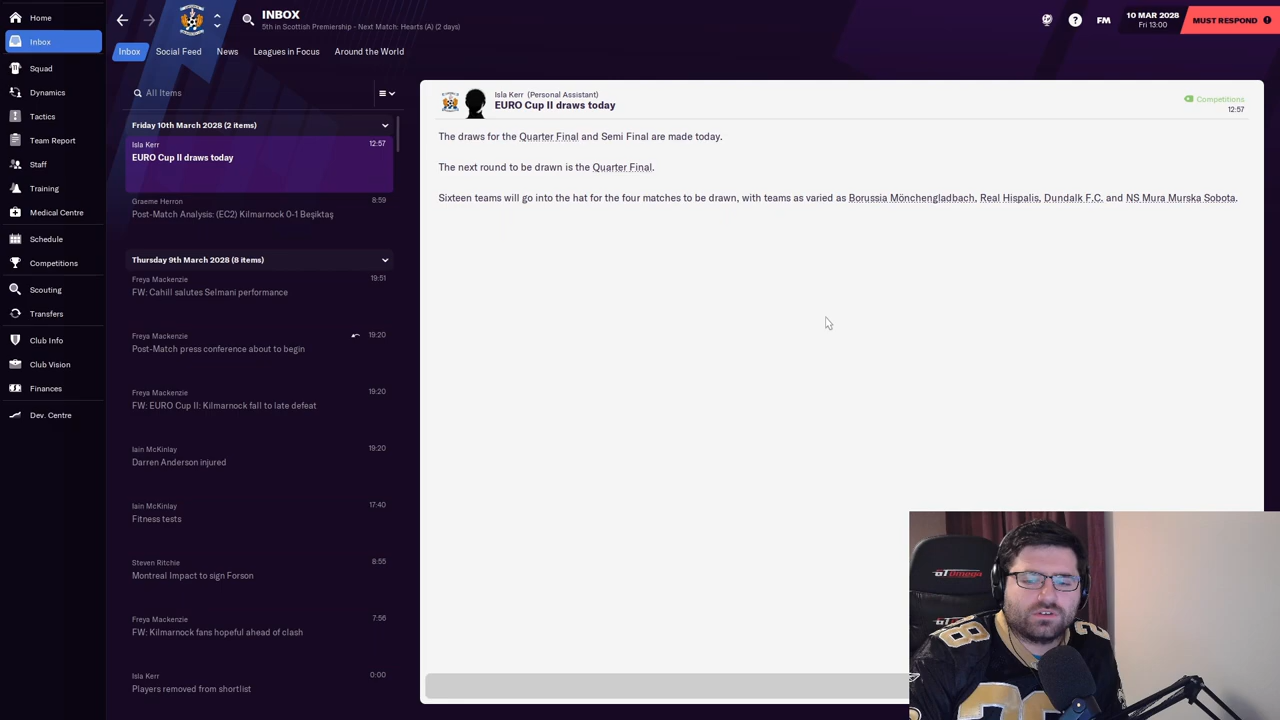 Home
Inbox
Squad
Dynamics
Tactics
Team Report
Staff
Training
Medical Centre
Schedule
Competitions
Scouting
Transfers
Club Info
Club Vision
Finances
Dev. Centre
INBOX
5th in Scottish Premiership - Next Match: Hearts (A) (2 days)
FM
10 MAR 2028
Fri 13:00
MUST RESPOND
Inbox
Social Feed
News
Leagues in Focus
Around the World
All Items
Friday 10th March 2028 (2 items)
Isla Kerr 12:57
EURO Cup II draws today
Graeme Herron 8:59
Post-Match Analysis: (EC2) Kilmarnock 0-1 Beşiktaş
Thursday 9th March 2028 (8 items)
Freya Mackenzie 19:51
FW: Cahill salutes Selmani performance
Freya Mackenzie 19:20
Post-Match press conference about to begin
Freya Mackenzie 19:20
FW: EURO Cup II: Kilmarnock fall to late defeat
Iain McKinlay 19:20
Darren Anderson injured
Iain McKinlay 17:40
Fitness tests
Steven Ritchie 8:55
Montreal Impact to sign Forson
Freya Mackenzie 7:56
FW: Kilmarnock fans hopeful ahead of clash
Isla Kerr 0:00
Players removed from shortlist
Isla Kerr (Personal Assistant)
EURO Cup II draws today
Competitions
12:57
The draws for the Quarter Final and Semi Final are made today.
The next round to be drawn is the Quarter Final.
Sixteen teams will go into the hat for the four matches to be drawn, with teams as varied as Borussia Mönchengladbach, Real Hispalis, Dundalk F.C. and NS Mura Murska Sobota.
GTOmega